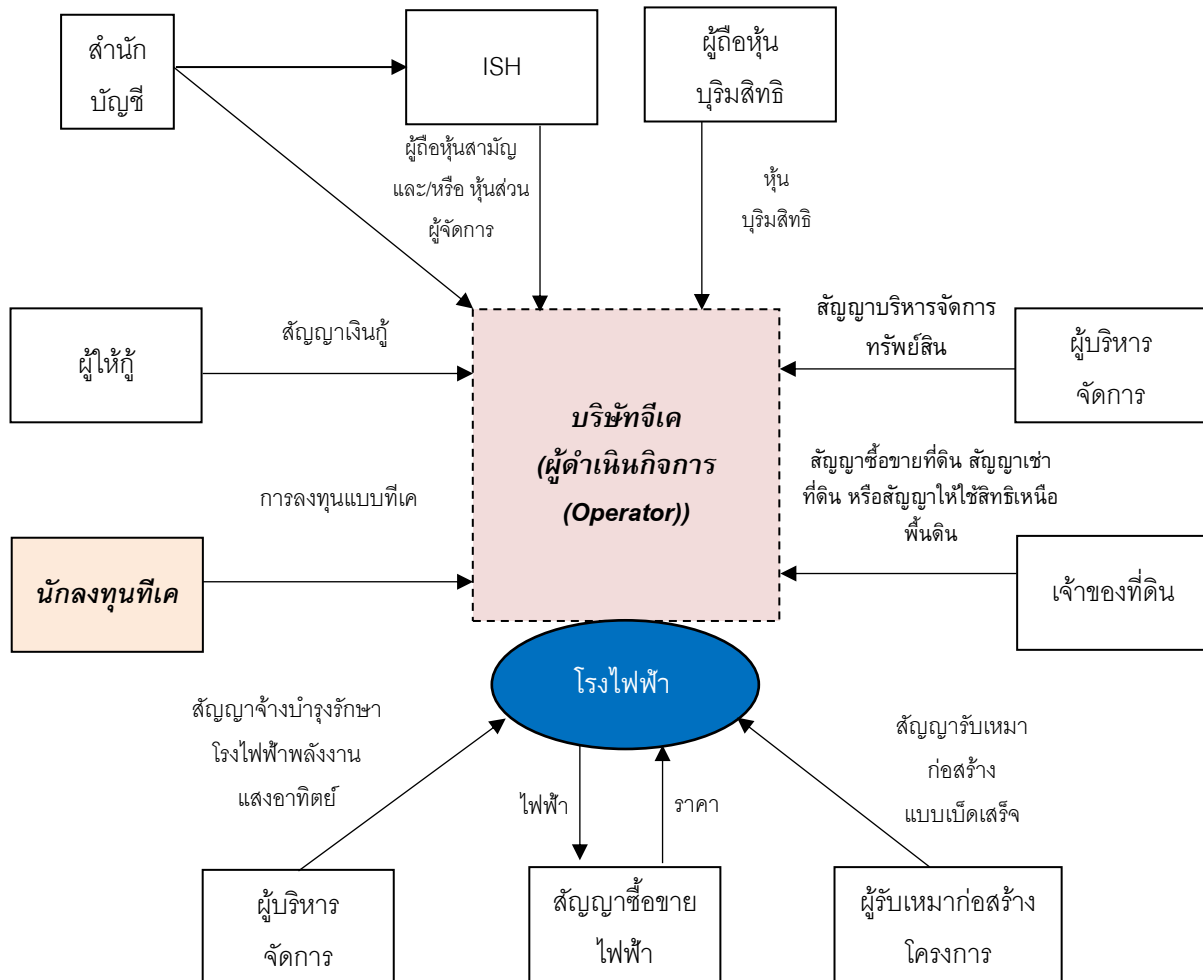 สำนัก
บัญชี
ISH
ผู้ถือหุ้น
บุริมสิทธิ
ผู้ถือหุ้นสามัญ
และ/หรือ หุ้นส่วน
ผู้จัดการ
หุ้น
บุริมสิทธิ
ผู้ให้กู้
สัญญาเงินกู้
สัญญาบริหารจัดการ
ทรัพย์สิน
ผู้บริหาร
จัดการ
บริษัทจีเค
(ผู้ดำเนินกิจการ
(Operator))
การลงทุนแบบทีเค
สัญญาซื้อขายที่ดิน สัญญาเช่า
ที่ดิน หรือสัญญาให้ใช้สิทธิเหนือ
พื้นดิน
นักลงทุนทีเค
เจ้าของที่ดิน
โรงไฟฟ้า
สัญญาจ้างบำรุงรักษา
โรงไฟฟ้าพลังงาน
แสงอาทิตย์
ไฟฟ้า
ราคา
สัญญารับเหมา
ก่อสร้าง
แบบเบ็ดเสร็จ
ผู้บริหาร
จัดการ
สัญญาซื้อขาย
ไฟฟ้า
ผู้รับเหมาก่อสร้าง
โครงการ